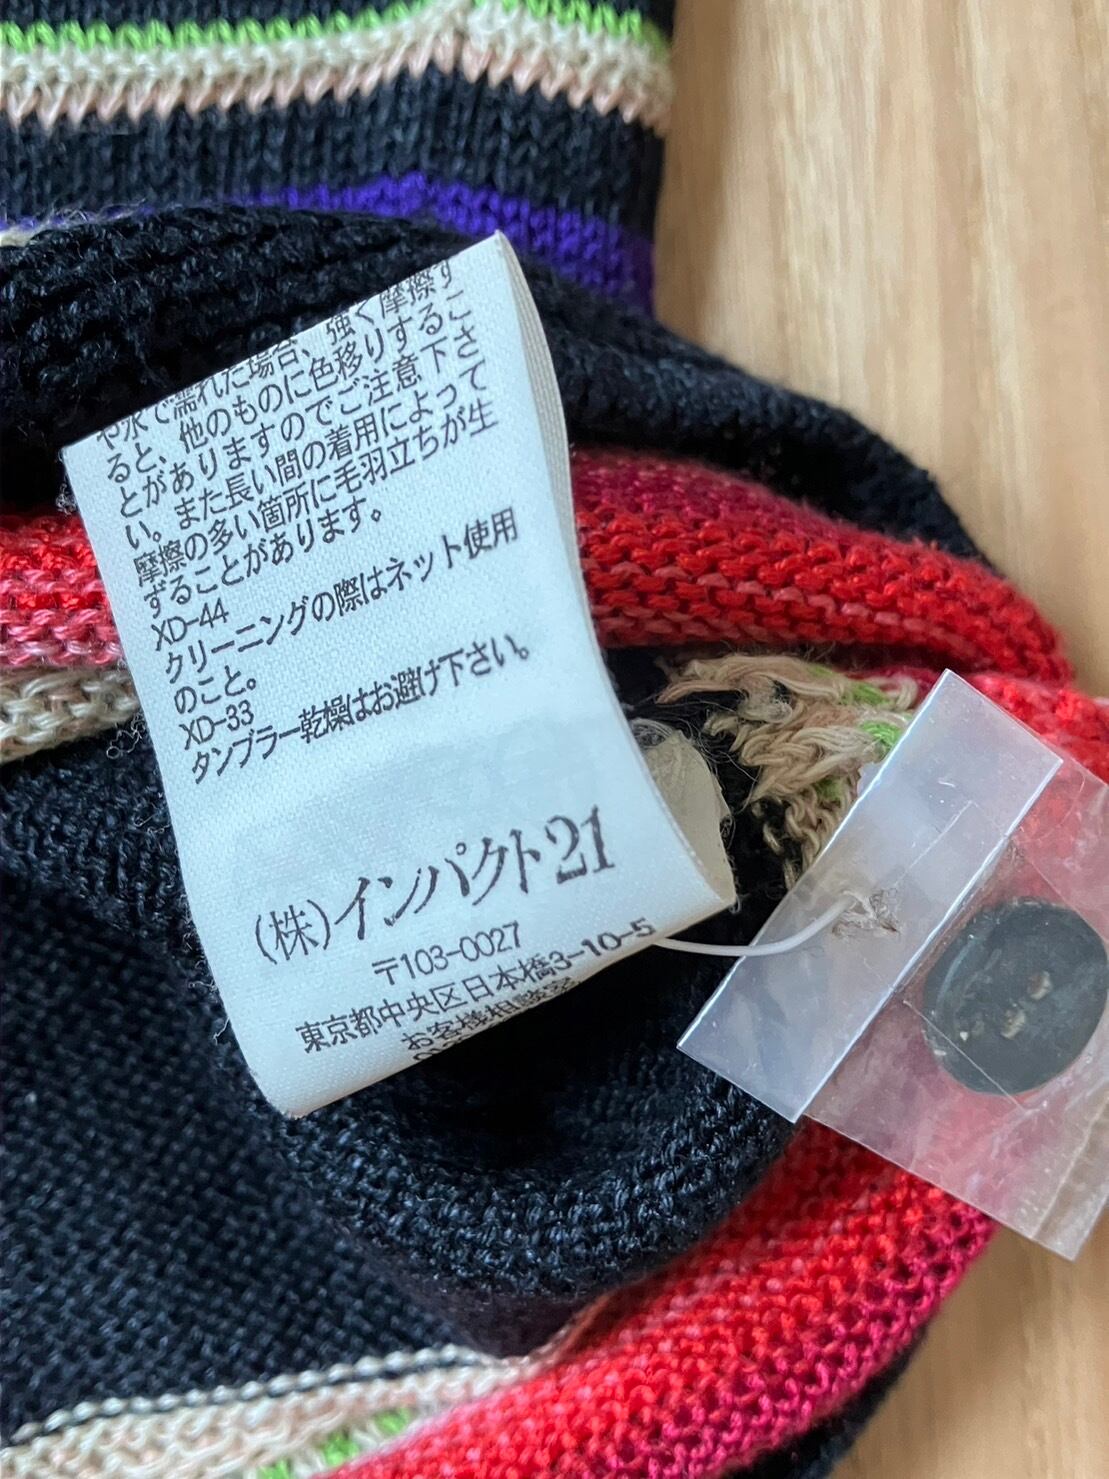 や水で濡れた場合、強く摩擦す
ると、他のものに色移りするこ
とがありますのでご注意下さ
い。また長い間の着用によって
摩擦の多い箇所に毛羽立ちが生
ずることがあります。
XD-44
クリーニングの際はネット使用
のこと。
XD-33
タンブラー乾燥はお避け下さい。
(株)インパクト21
〒103-0027
東京都中央区日本橋3-10-5
お客様相談室